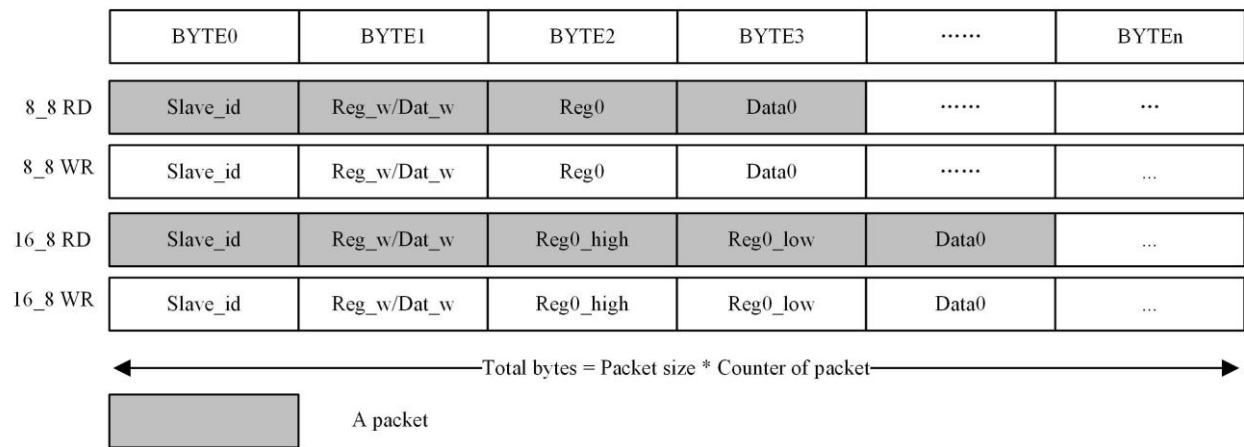 BYTE0 BYTE1 BYTE2 BYTE3 ...... BYTEn
8_8 RD Slave_id Reg_w/Dat_w Reg0 Data0 ...... ...
8_8 WR Slave_id Reg_w/Dat_w Reg0 Data0 ...... ...
16_8 RD Slave_id Reg_w/Dat_w Reg0_high Reg0_low Data0 ...
16_8 WR Slave_id Reg_w/Dat_w Reg0_high Reg0_low Data0 ...
Total bytes = Packet size * Counter of packet
A packet